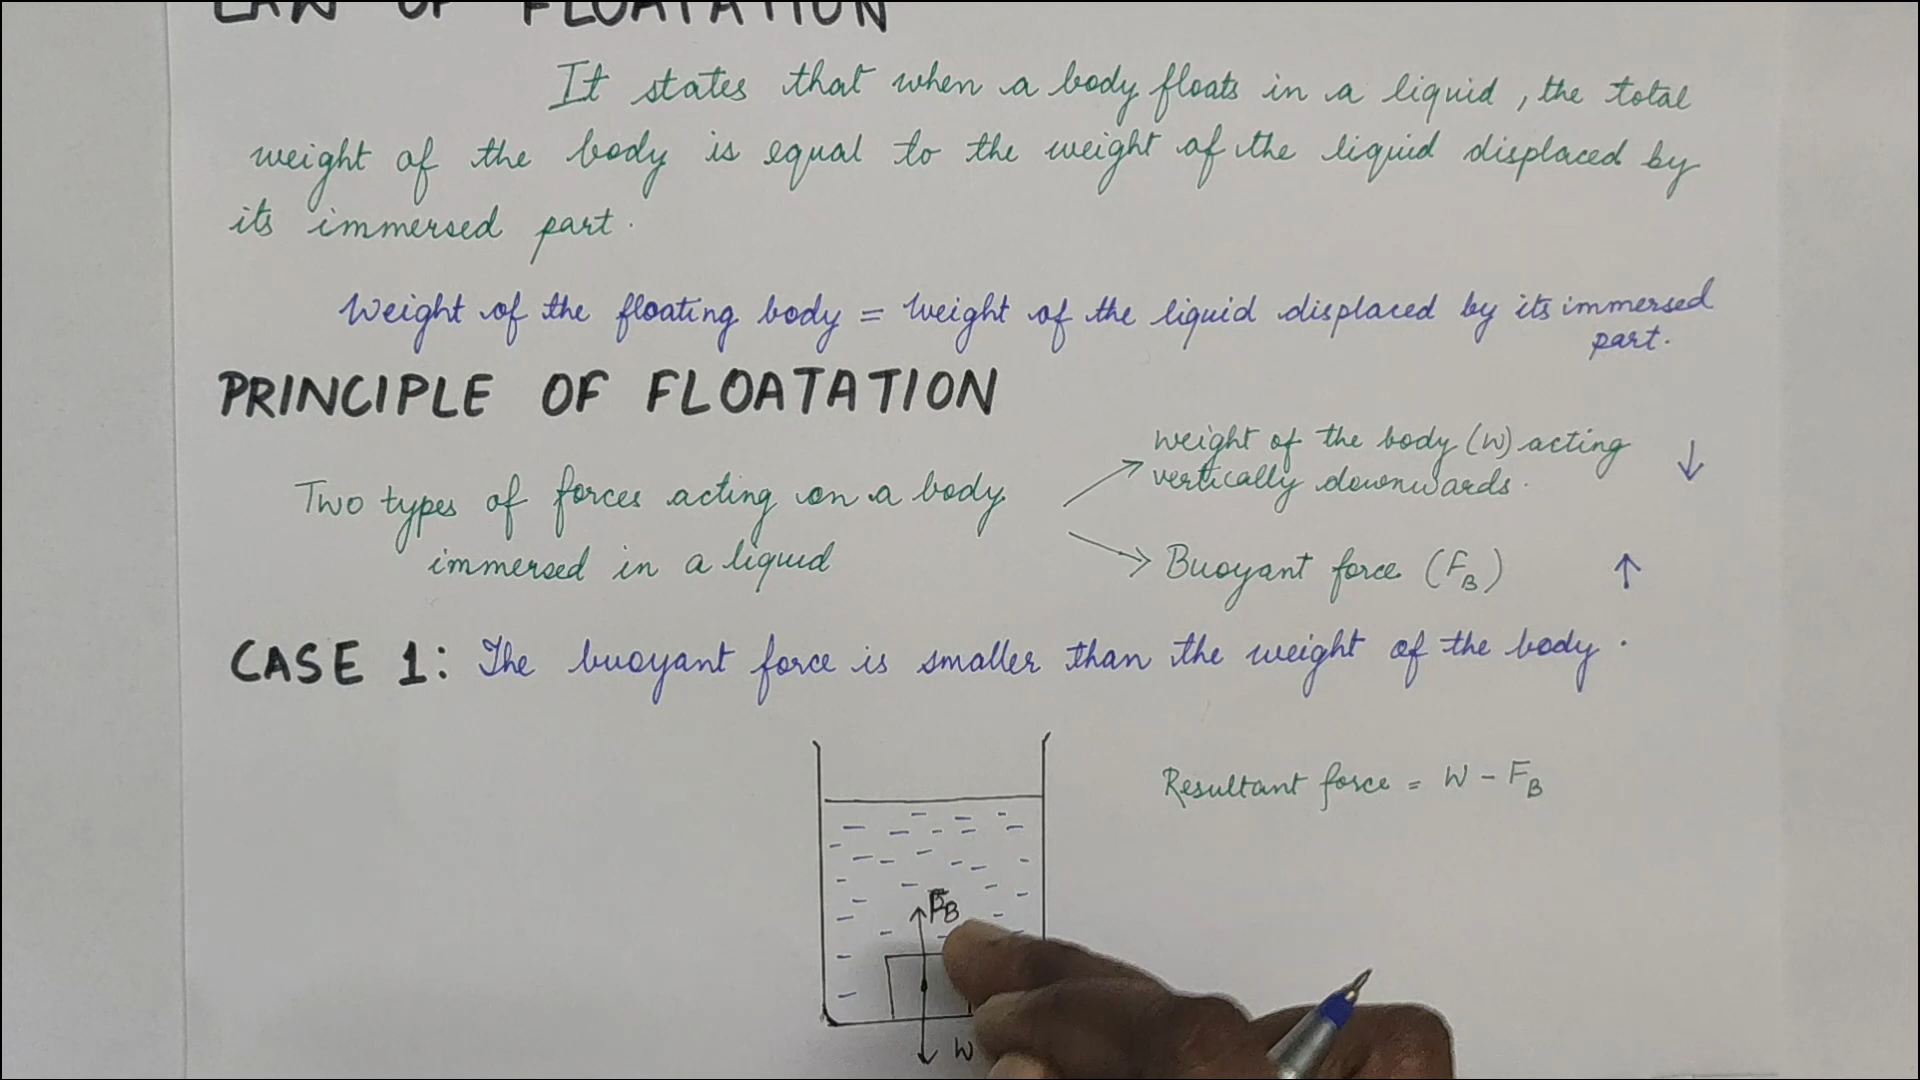 LAW OF FLOATATION
It states that when a body floats in a liquid, the total
weight of the body is equal to the weight of the liquid displaced by
its immersed part.
Weight of the floating body = Weight of the liquid displaced by its immersed
part.
PRINCIPLE OF FLOATATION
weight of the body (W) acting ↓
vertically downwards.
Two types of forces acting on a body
immersed in a liquid
Buoyant force (FB) ↑
CASE 1: The buoyant force is smaller than the weight of the body.
Resultant force = W - FB
FB
W